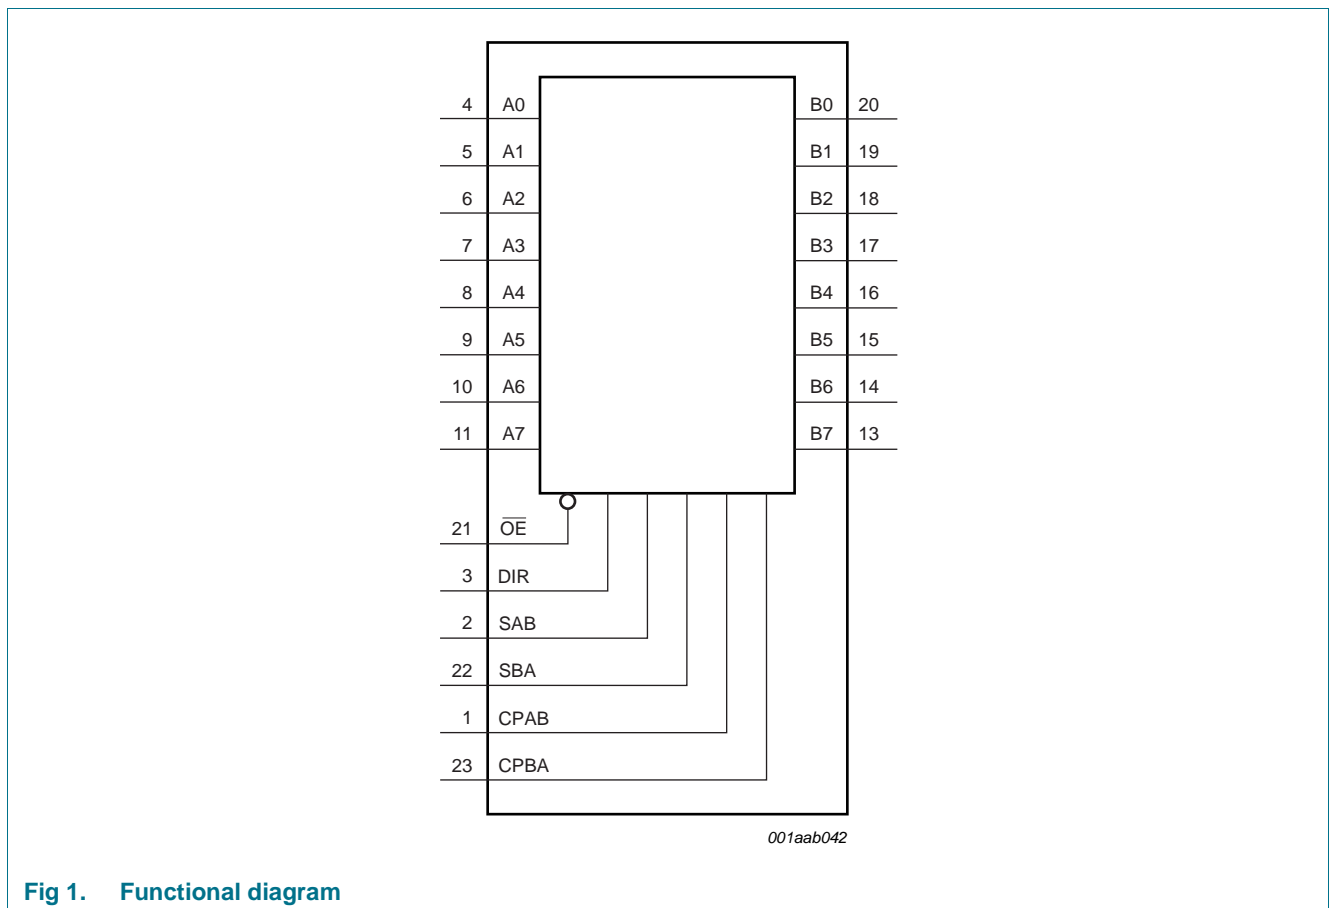 4 A0 B0 20
5 A1 B1 19
6 A2 B2 18
7 A3 B3 17
8 A4 B4 16
9 A5 B5 15
10 A6 B6 14
11 A7 B7 13
21 O̅E̅
3 DIR
2 SAB
22 SBA
1 CPAB
23 CPBA
001aab042
Fig 1. Functional diagram